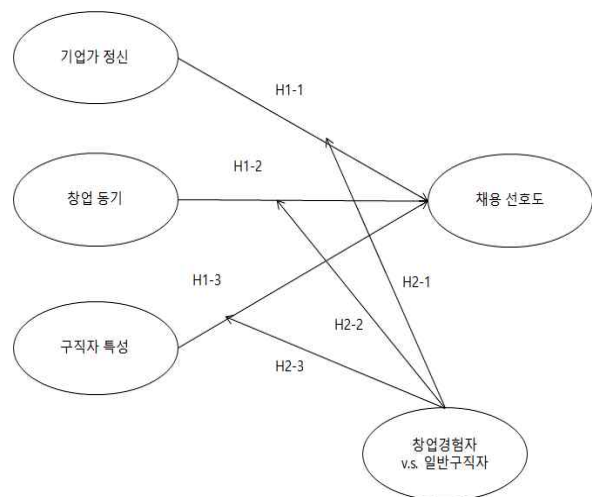 기업가 정신
H1-1
H1-2
창업 동기
채용 선호도
H1-3
H2-1
H2-2
구직자 특성
H2-3
창업경험자
v.s. 일반구직자